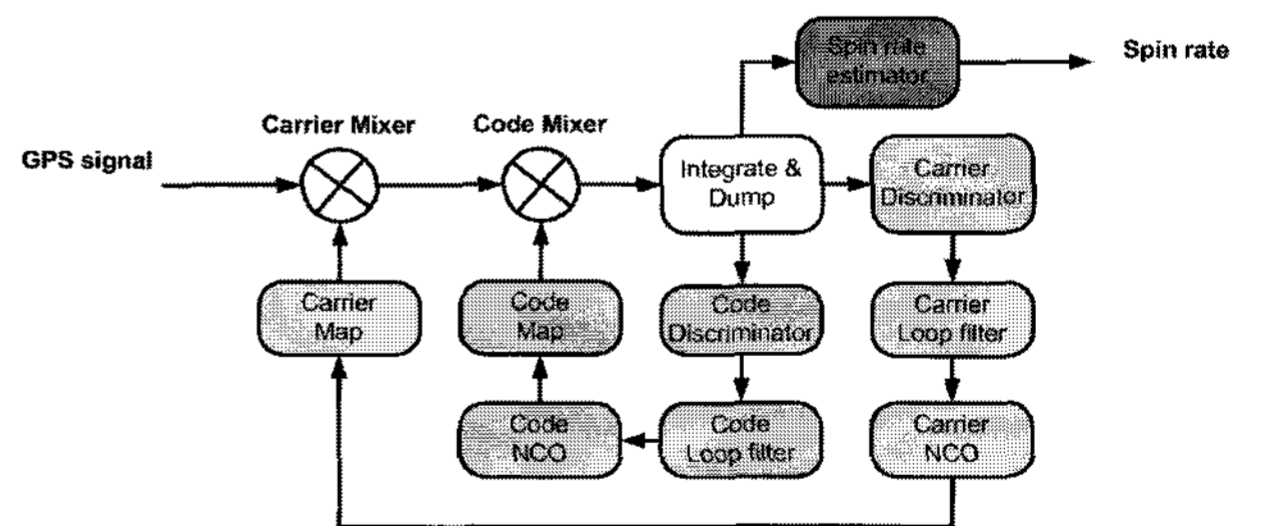 Spin rate
estimator
Spin rate
Carrier Mixer
Code Mixer
GPS signal
Integrate &
Dump
Carrier
Discriminator
Carrier
Map
Code
Map
Code
Discriminator
Carrier
Loop filter
Code
NCO
Code
Loop filter
Carrier
NCO